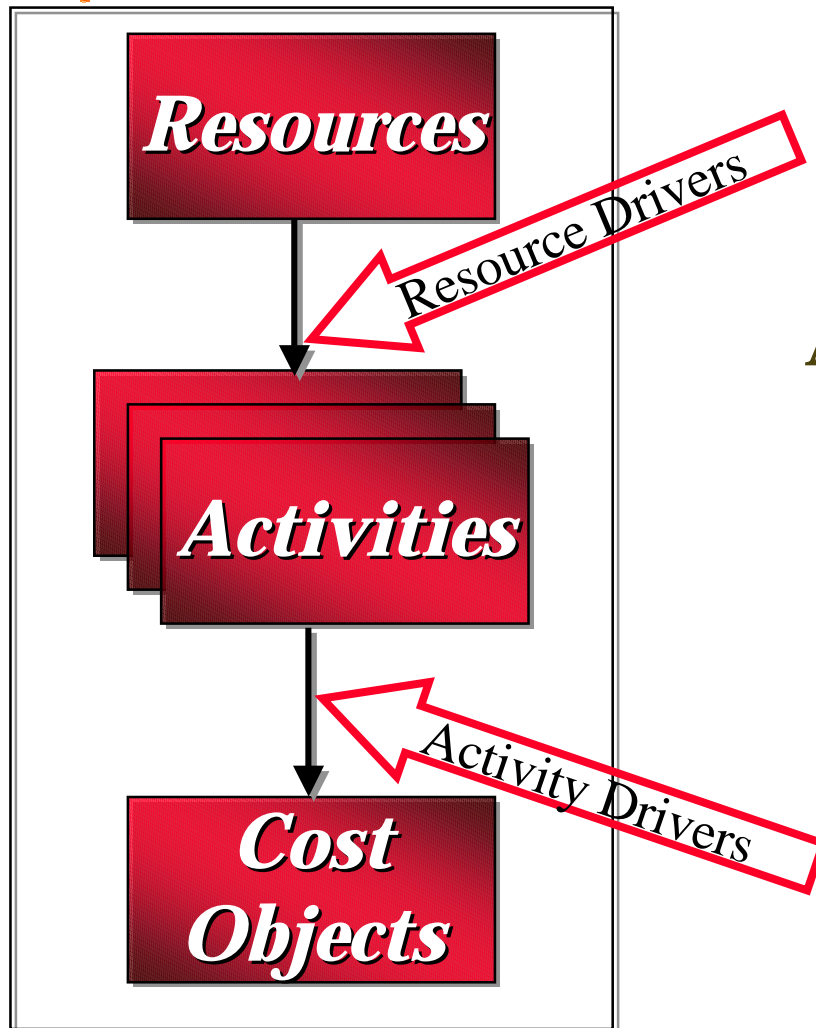 Resources
Resource Drivers
Activities
Activity Drivers
Cost
Objects